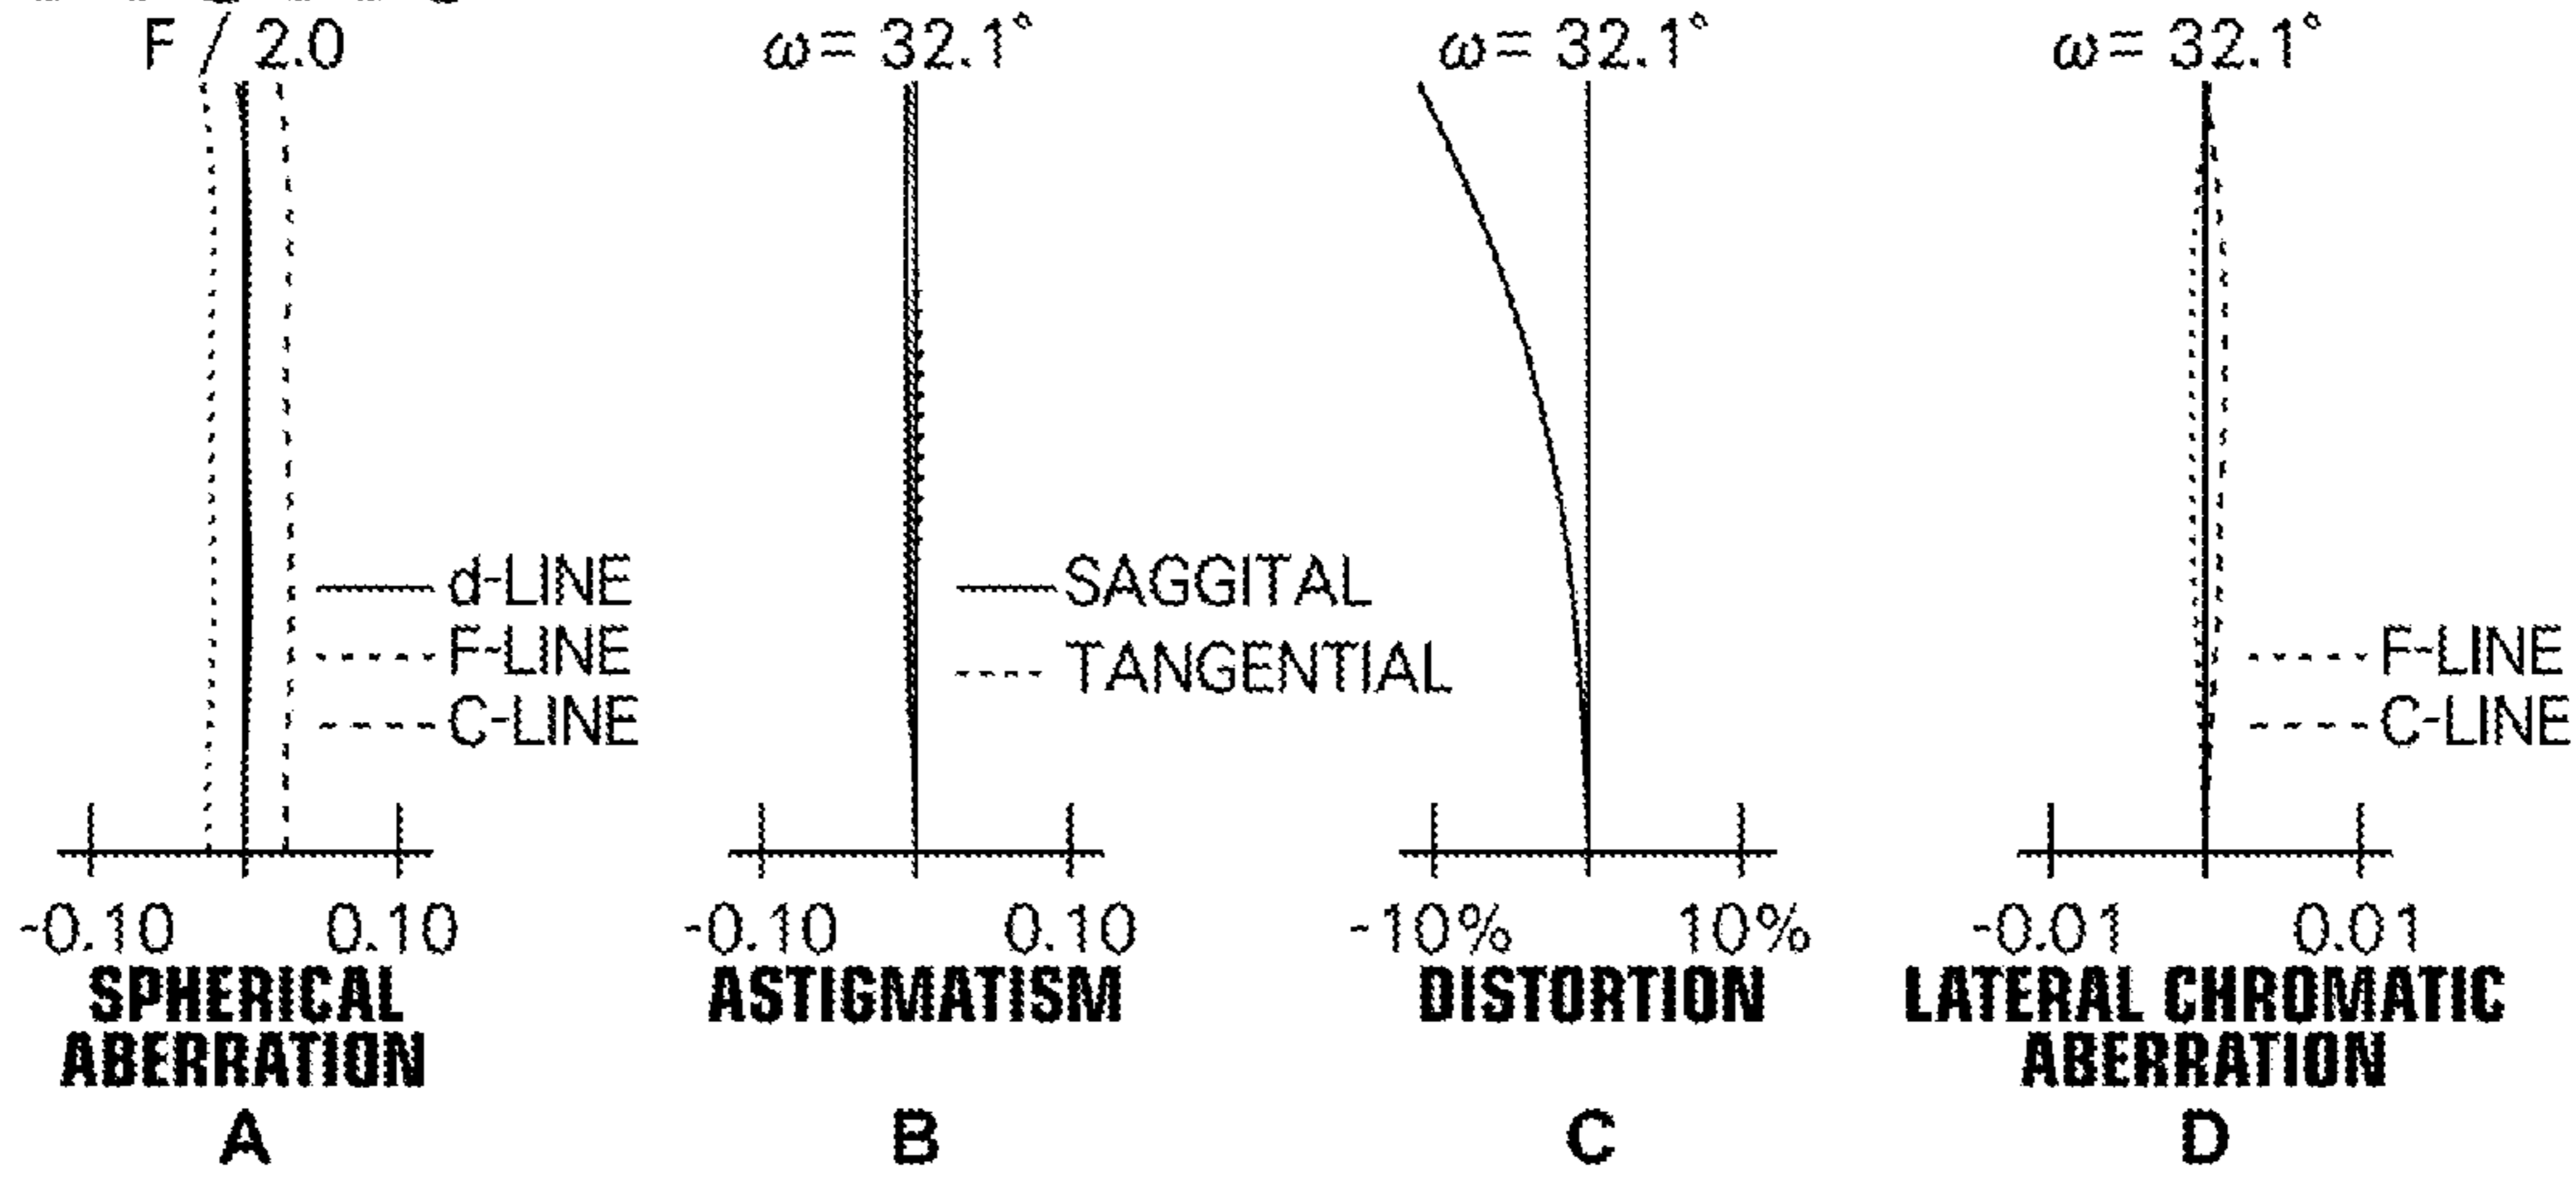 F / 2.0
ω= 32.1°
ω= 32.1°
ω= 32.1°
d-LINE
F-LINE
C-LINE
SAGGITAL
TANGENTIAL
F-LINE
C-LINE
-0.10 0.10
-0.10 0.10
-10% 10%
-0.01 0.01
SPHERICAL
ABERRATION
ASTIGMATISM
DISTORTION
LATERAL CHROMATIC
ABERRATION
A
B
C
D